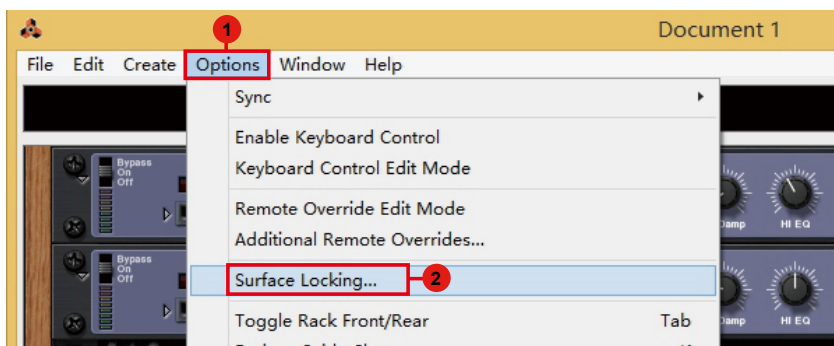 1
Document 1
File Edit Create Options Window Help
Sync
Enable Keyboard Control
Bypass
On
Off
Keyboard Control Edit Mode
Remote Override Edit Mode
HI EQ
Additional Remote Overrides...
Bypass
On
Off
Surface Locking... 2
Toggle Rack Front/Rear Tab
HI EQ